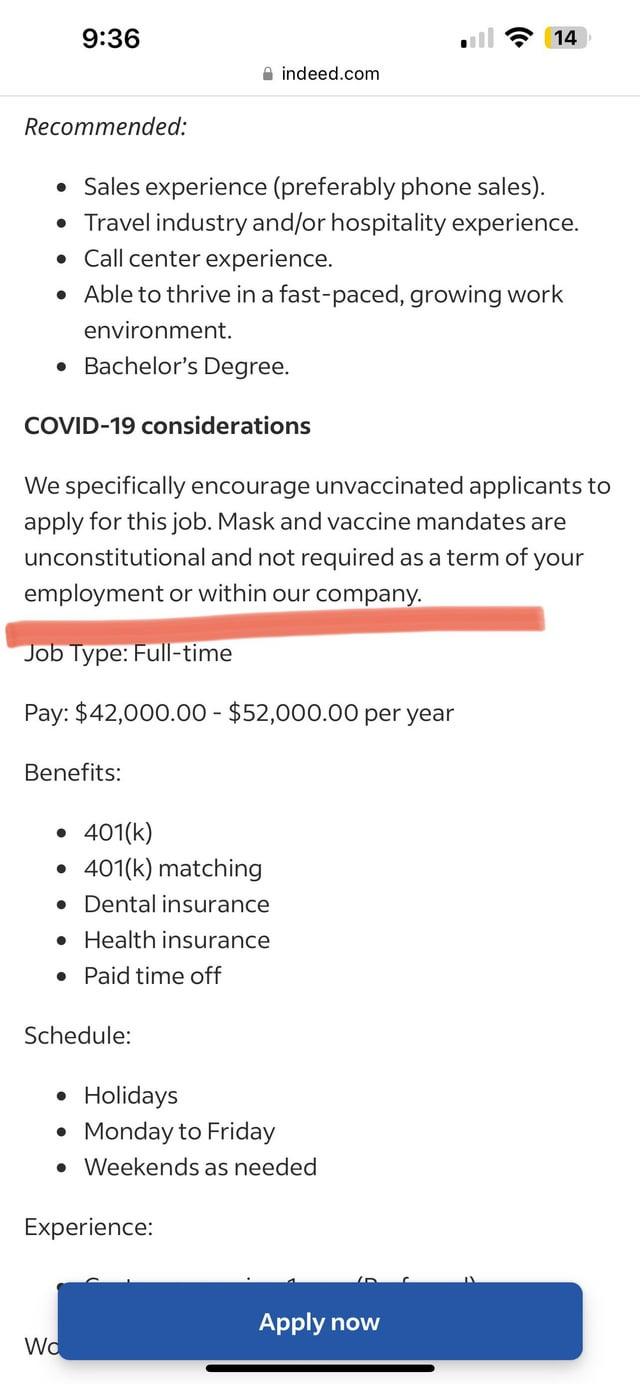 9:36
14
indeed.com
Recommended:
• Sales experience (preferably phone sales).
• Travel industry and/or hospitality experience.
• Call center experience.
• Able to thrive in a fast-paced, growing work
environment.
• Bachelor's Degree.
COVID-19 considerations
We specifically encourage unvaccinated applicants to
apply for this job. Mask and vaccine mandates are
unconstitutional and not required as a term of your
employment or within our company.
Job Type: Full-time
Pay: $42,000.00 - $52,000.00 per year
Benefits:
• 401(k)
• 401(k) matching
• Dental insurance
• Health insurance
• Paid time off
Schedule:
• Holidays
• Monday to Friday
• Weekends as needed
Experience:
Apply now
Wo